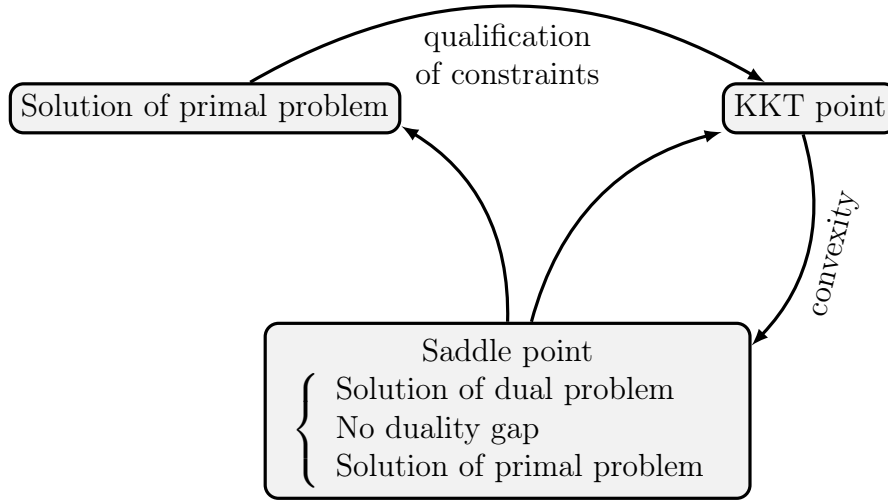 qualification
of constraints
Solution of primal problem
KKT point
convexity
Saddle point
Solution of dual problem
No duality gap
Solution of primal problem